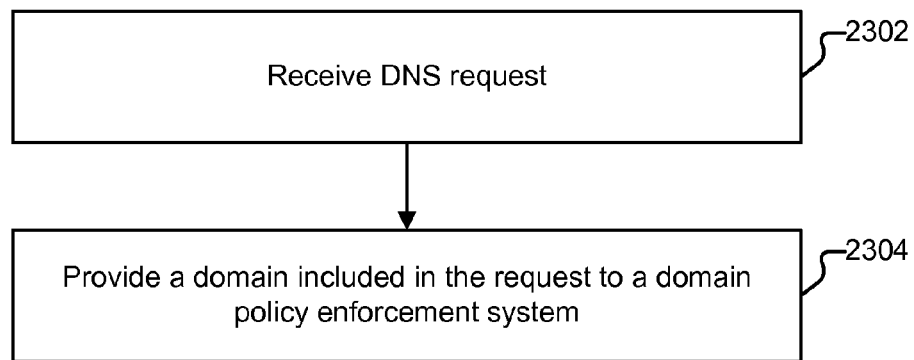 2302
Receive DNS request
2304
Provide a domain included in the request to a domain
policy enforcement system